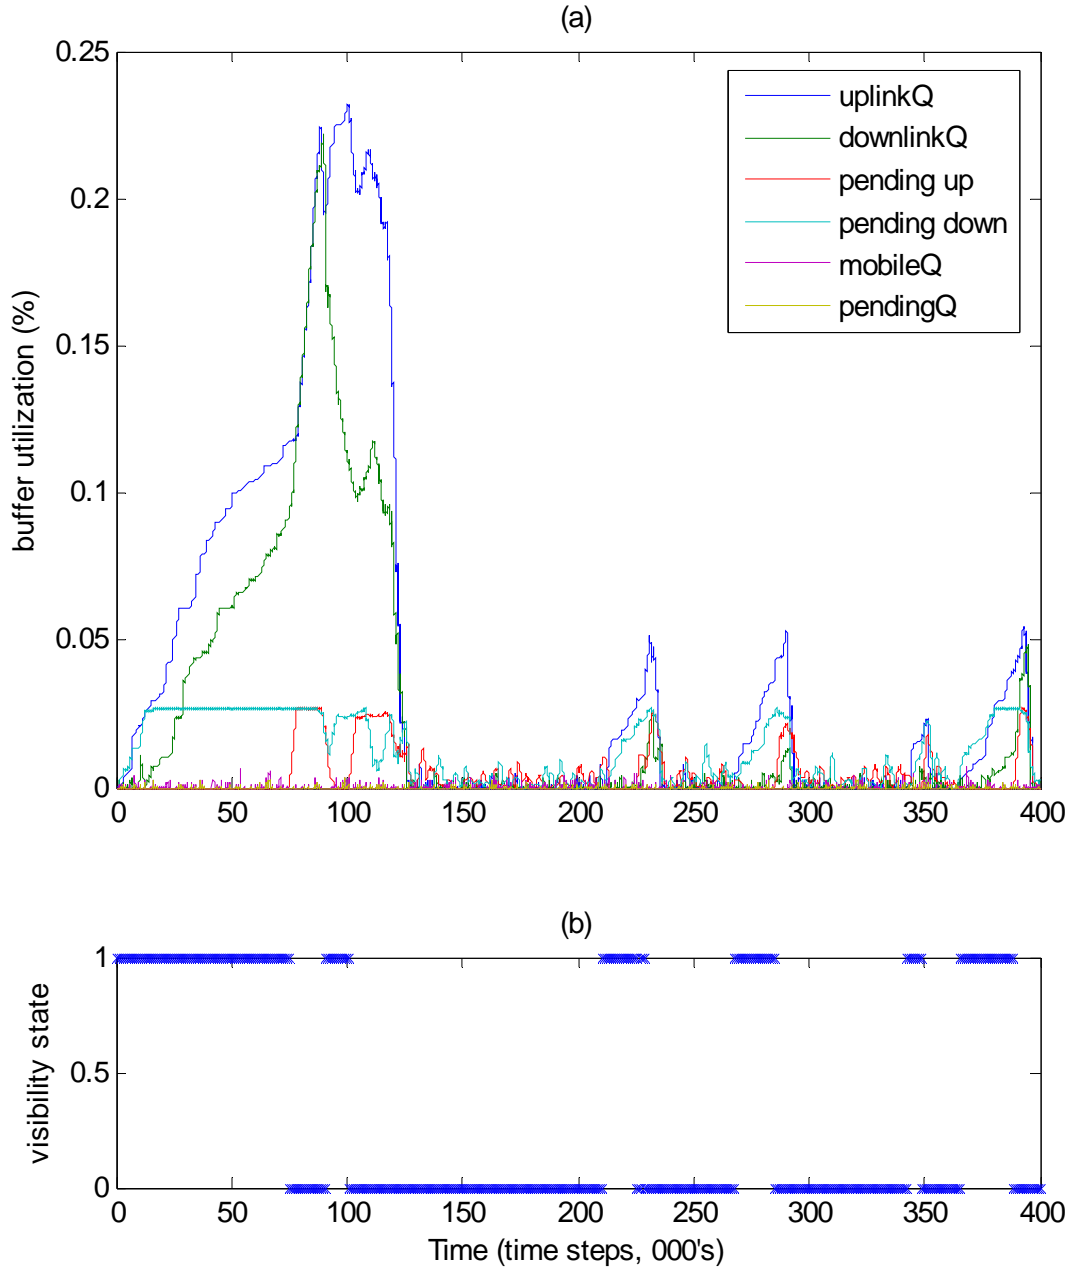 (a)
0.25
0.2
0.15
0.1
0.05
0
buffer utilization (%)
uplinkQ
downlinkQ
pending up
pending down
mobileQ
pendingQ
0 50 100 150 200 250 300 350 400
(b)
1
0.5
0
visibility state
0 50 100 150 200 250 300 350 400
Time (time steps, 000's)